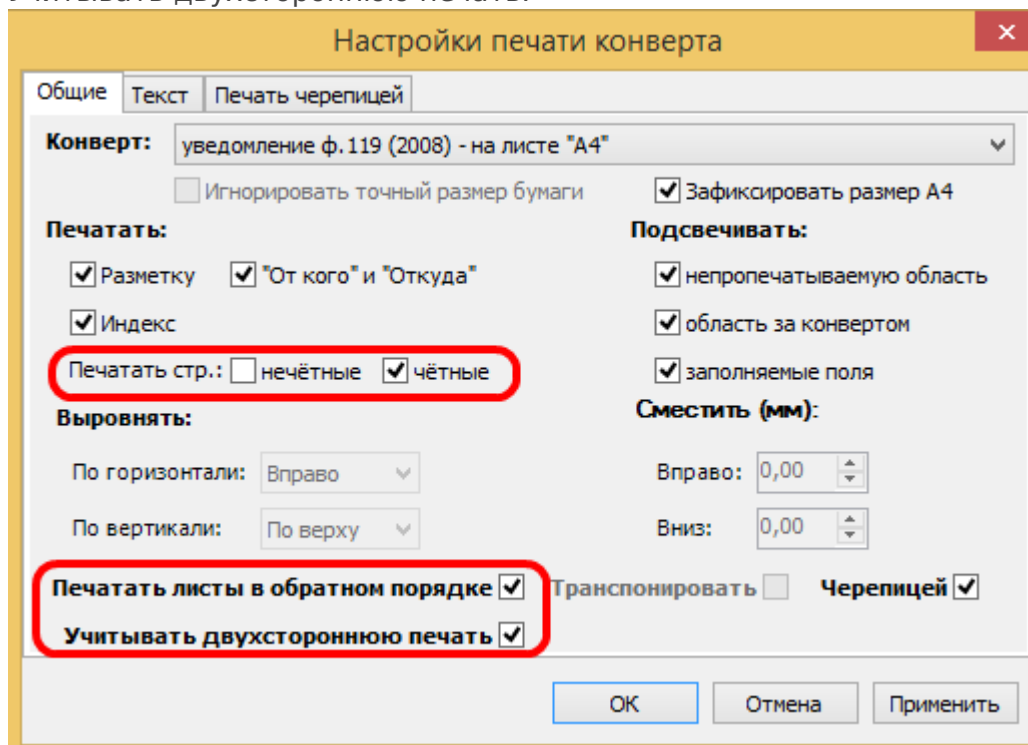 Учитывать двухстороннюю печать.
Настройки печати конверта
Общие Текст Печать черепицей
Конверт: уведомление ф.119 (2008) - на листе "А4"
Игнорировать точный размер бумаги Зафиксировать размер А4
Печатать: Подсвечивать:
Разметку "От кого" и "Откуда" непропечатываемую область
Индекс область за конвертом
Печатать стр.: нечётные чётные заполняемые поля
Выровнять: Сместить (мм):
По горизонтали: Вправо Вправо: 0,00
По вертикали: По верху Вниз: 0,00
Печатать листы в обратном порядке Транспонировать Черепицей
Учитывать двухстороннюю печать
ОК Отмена Применить